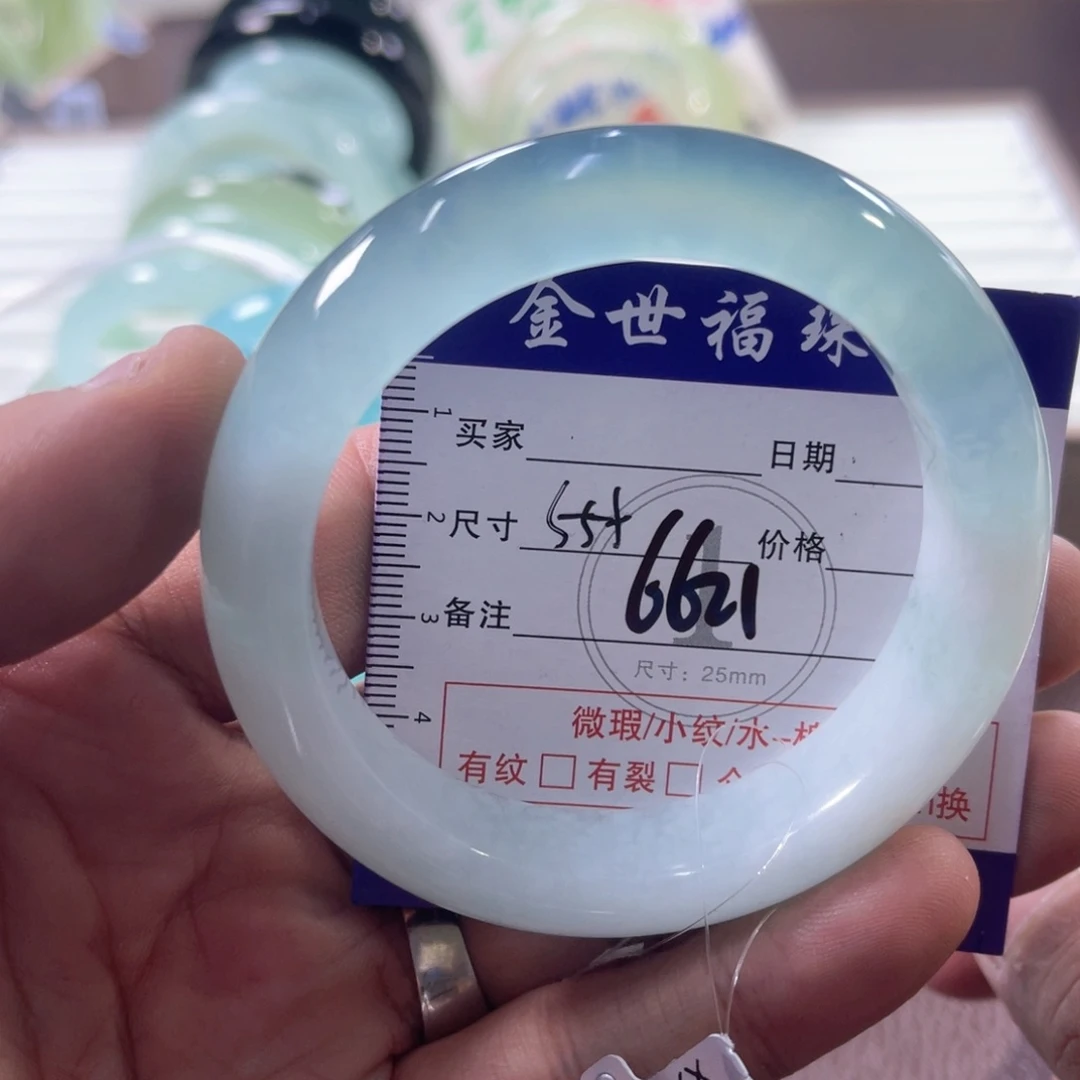 金世福珠
1
买家 日期
2 尺寸 55+ 价格
6621
3 备注
尺寸：25mm
4
微瑕/小纹/水
有纹□有裂□ 换